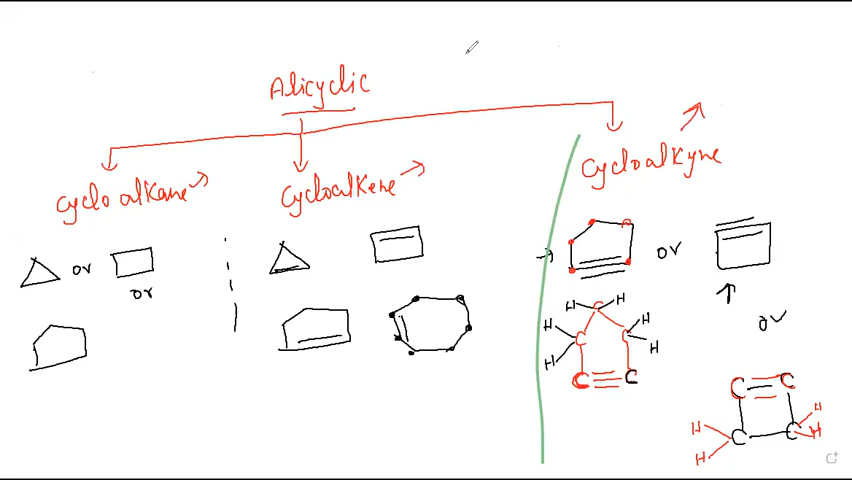 Alicyclic
Cycloalkane
Cycloalkene
Cycloalkyne
or
or
or
or
H C H
H C C H
H H
C C
C C
H C C H
H H